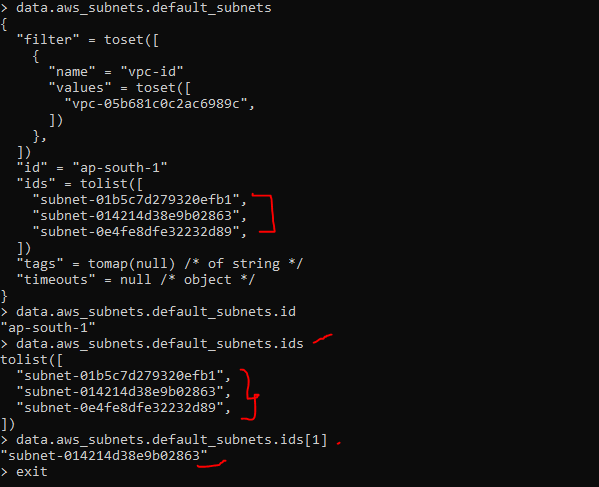 > data.aws_subnets.default_subnets
{
  "filter" = toset([
    {
      "name" = "vpc-id"
      "values" = toset([
        "vpc-05b681c0c2ac6989c",
      ])
    },
  ])
  "id" = "ap-south-1"
  "ids" = tolist([
    "subnet-01b5c7d279320efb1",
    "subnet-014214d38e9b02863",
    "subnet-0e4fe8dfe32232d89",
  ])
  "tags" = tomap(null) /* of string */
  "timeouts" = null /* object */
}
> data.aws_subnets.default_subnets.id
"ap-south-1"
> data.aws_subnets.default_subnets.ids
tolist([
  "subnet-01b5c7d279320efb1",
  "subnet-014214d38e9b02863",
  "subnet-0e4fe8dfe32232d89",
])
> data.aws_subnets.default_subnets.ids[1]
"subnet-014214d38e9b02863"
> exit